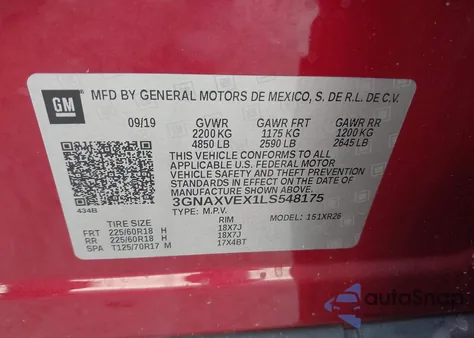 GM
MFD BY GENERAL MOTORS DE MEXICO, S. DE R.L. DE C.V.
09/19 GVWR GAWR FRT GAWR RR
2200 KG 1175 KG 1200 KG
4850 LB 2590 LB 2645 LB
THIS VEHICLE CONFORMS TO ALL
APPLICABLE U.S. FEDERAL MOTOR
VEHICLE SAFETY AND THEFT PREVENTION
STANDARDS IN EFFECT ON THE DATE OF
MANUFACTURE SHOWN ABOVE.
434B 3GNAXVEX1LS548175
TYPE: M.P.V. MODEL: 151XR26
TIRE SIZE RIM
FRT 225/60R18 H 18X7J
RR 225/60R18 H 18X7J
SPA T125/70R17 M 17X4BT
autoSnap